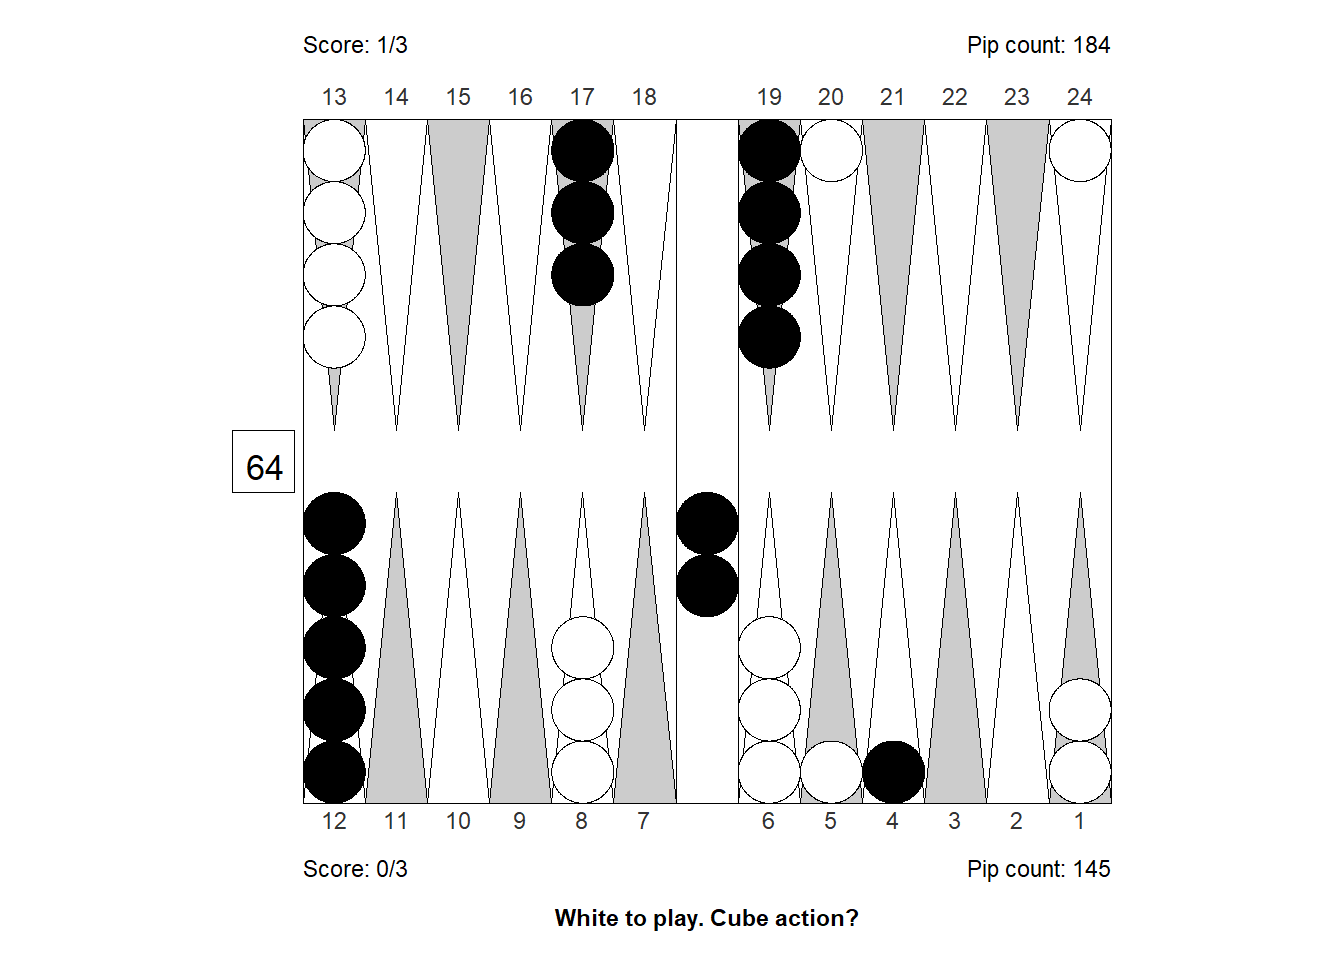 Score: 1/3 Pip count: 184
13 14 15 16 17 18 19 20 21 22 23 24
64
12 11 10 9 8 7 6 5 4 3 2 1
Score: 0/3 Pip count: 145
White to play. Cube action?